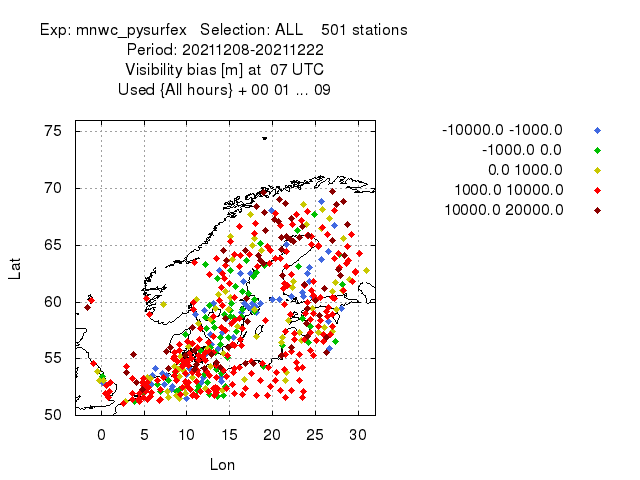 Exp: mnwc_pysurfex Selection: ALL 501 stations
Period: 20211208-20211222
Visibility bias [m] at 07 UTC
Used {All hours} + 00 01 ... 09
-10000.0 -1000.0
-1000.0 0.0
0.0 1000.0
1000.0 10000.0
10000.0 20000.0
75
70
65
60
55
50
Lat
0 5 10 15 20 25 30
Lon